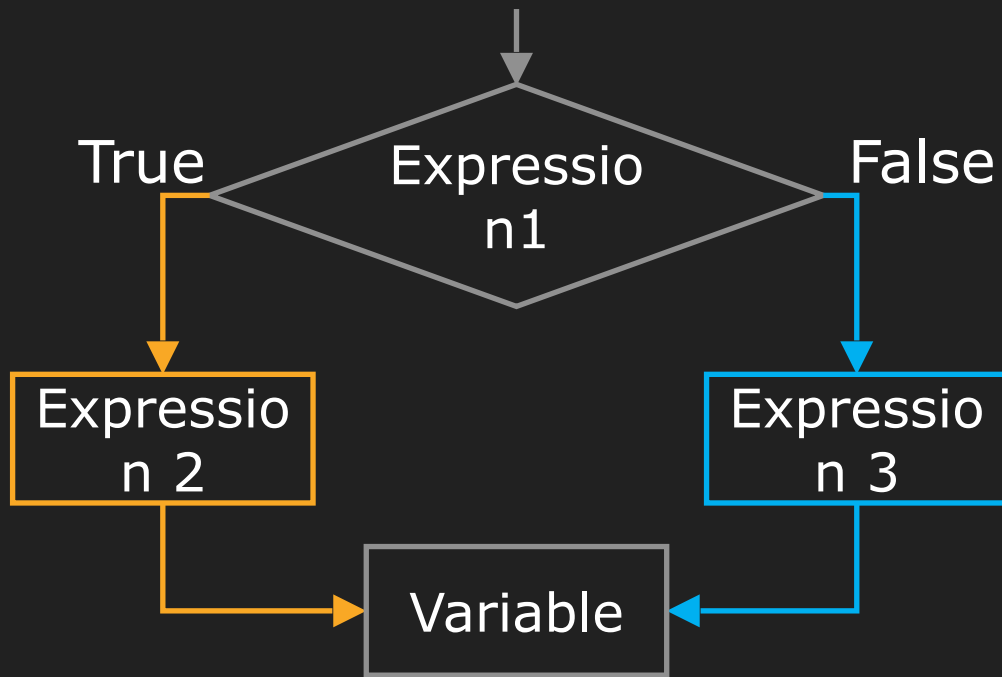 True
Expressio
n1
False
Expressio
n 2
Expressio
n 3
Variable